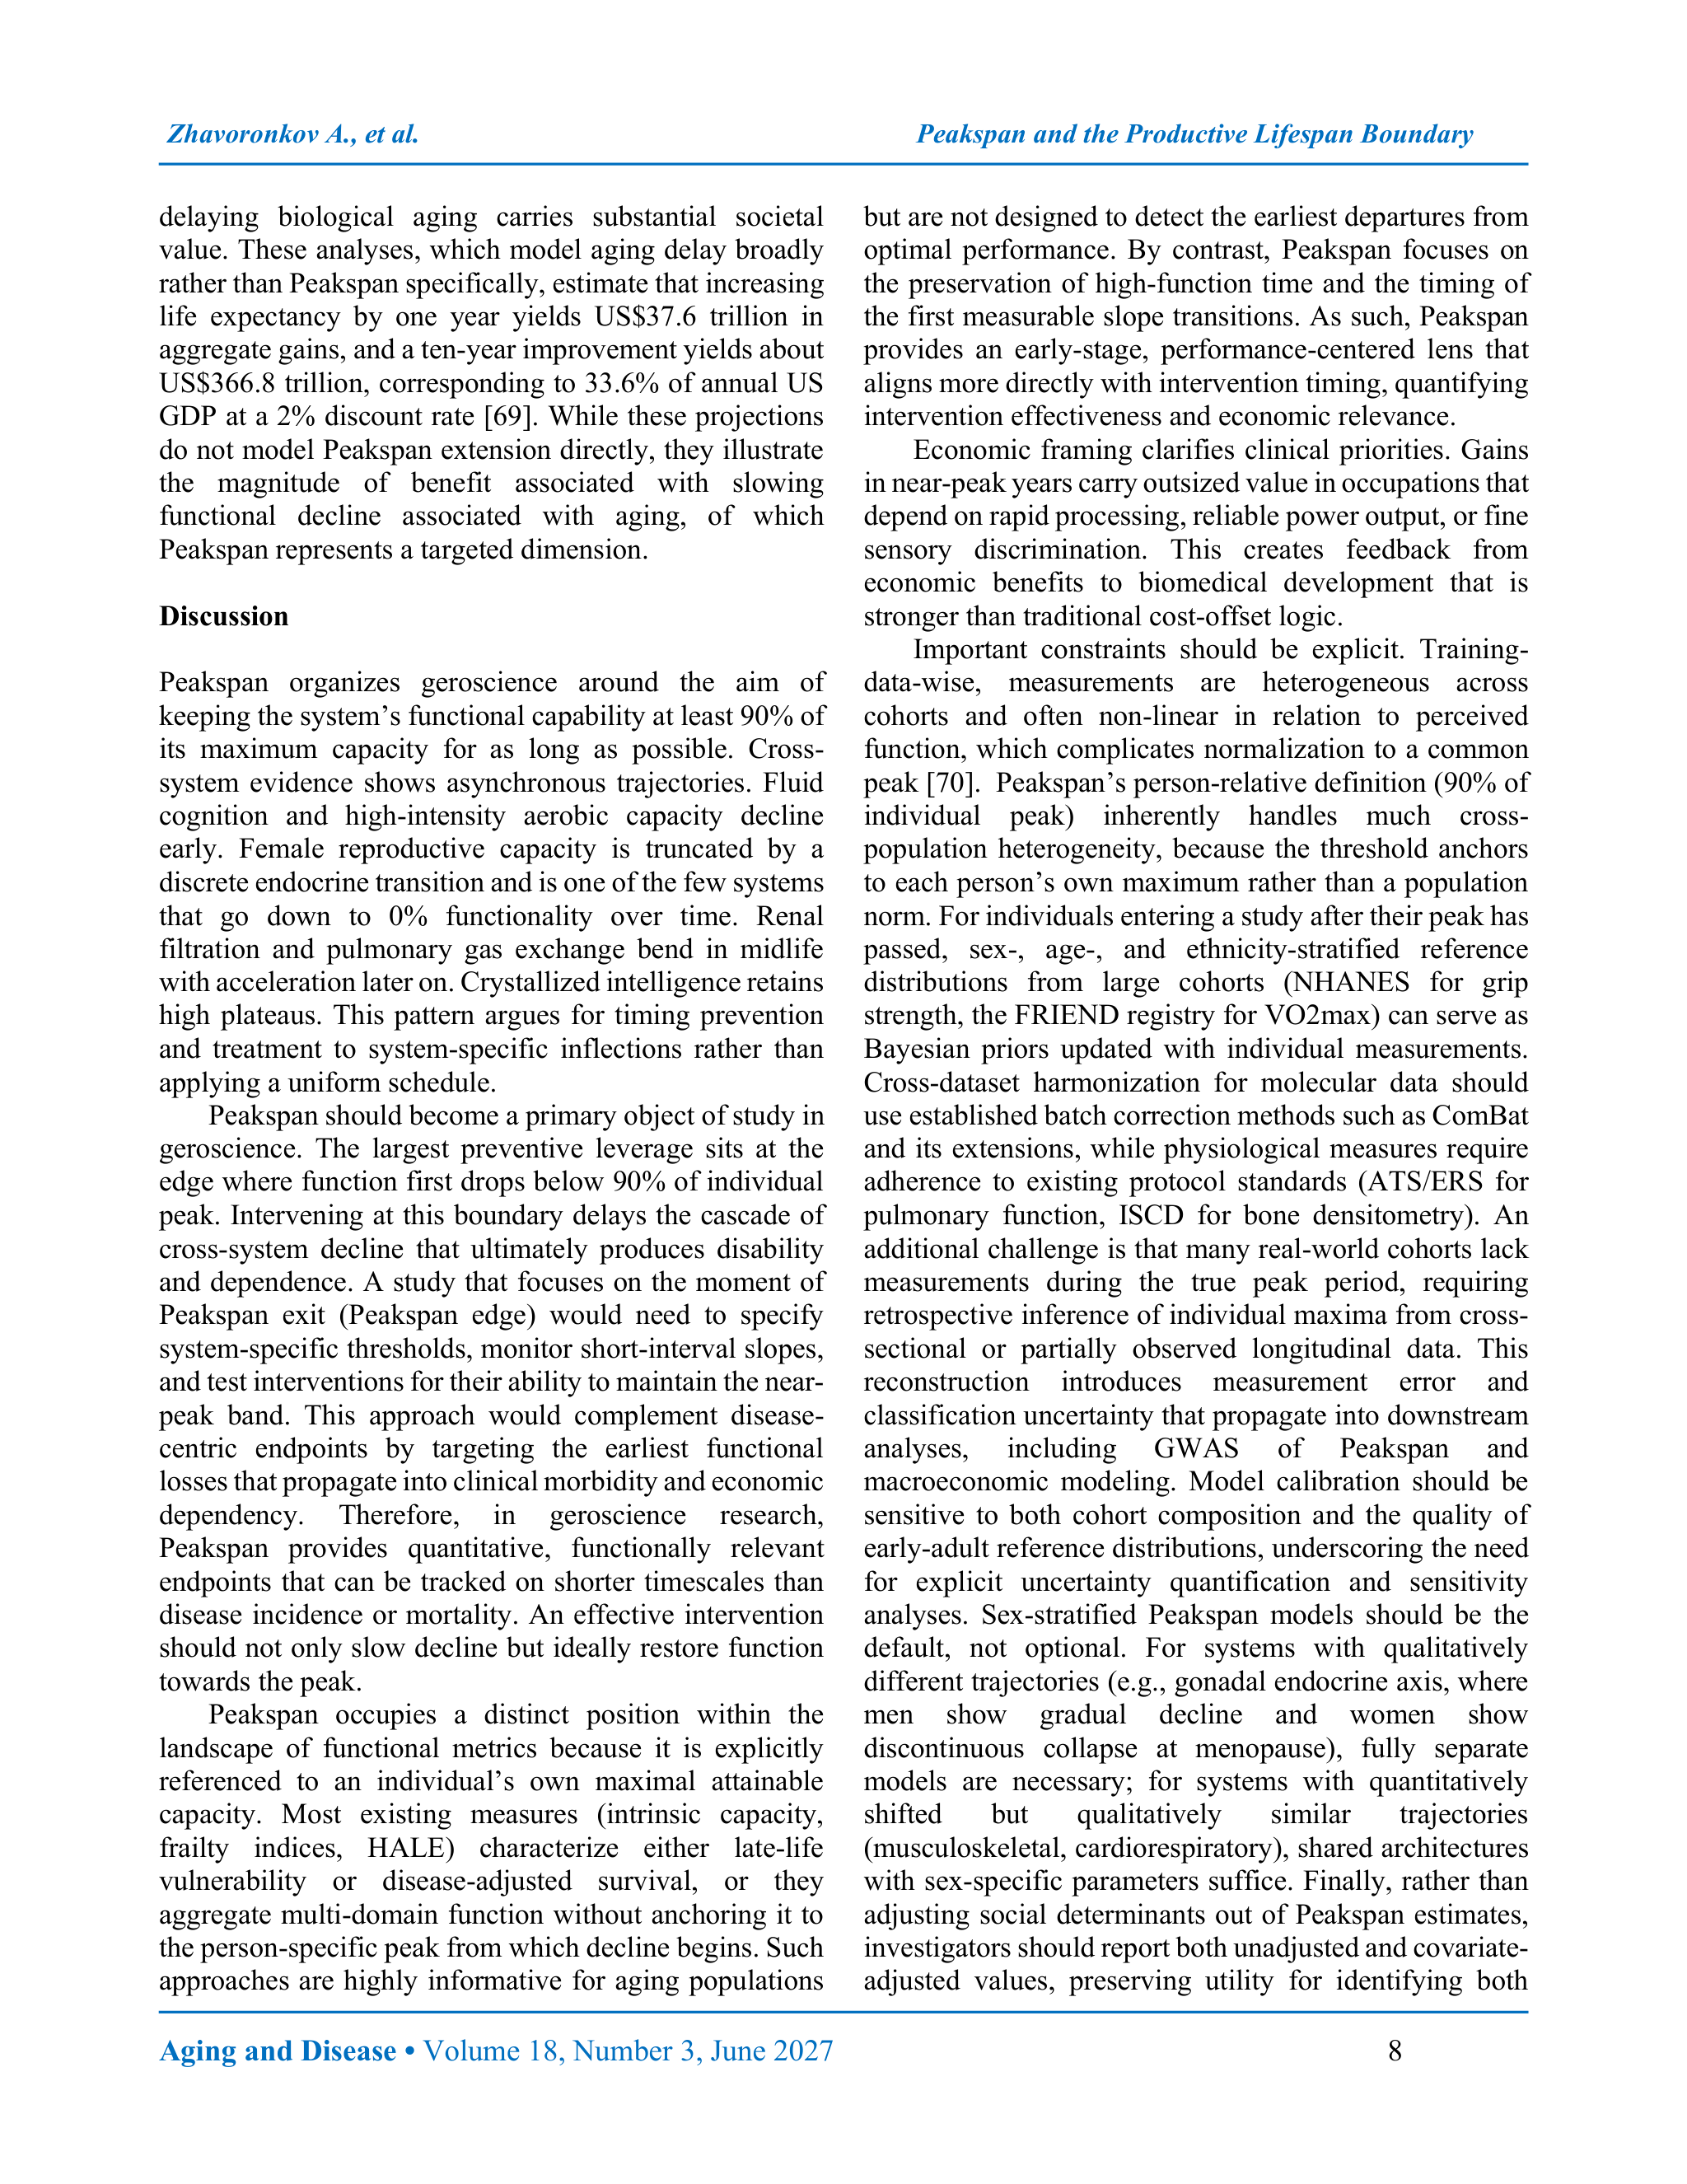 Zhavoronkov A., et al.
Peakspan and the Productive Lifespan Boundary
delaying biological aging carries substantial societal
value. These analyses, which model aging delay broadly
rather than Peakspan specifically, estimate that increasing
life expectancy by one year yields US$37.6 trillion in
aggregate gains, and a ten-year improvement yields about
US$366.8 trillion, corresponding to 33.6% of annual US
GDP at a 2% discount rate [69]. While these projections
do not model Peakspan extension directly, they illustrate
the magnitude of benefit associated with slowing
functional decline associated with aging, of which
Peakspan represents a targeted dimension.
Discussion
Peakspan organizes geroscience around the aim of
keeping the system’s functional capability at least 90% of
its maximum capacity for as long as possible. Cross-
system evidence shows asynchronous trajectories. Fluid
cognition and high-intensity aerobic capacity decline
early. Female reproductive capacity is truncated by a
discrete endocrine transition and is one of the few systems
that go down to 0% functionality over time. Renal
filtration and pulmonary gas exchange bend in midlife
with acceleration later on. Crystallized intelligence retains
high plateaus. This pattern argues for timing prevention
and treatment to system-specific inflections rather than
applying a uniform schedule.
Peakspan should become a primary object of study in
geroscience. The largest preventive leverage sits at the
edge where function first drops below 90% of individual
peak. Intervening at this boundary delays the cascade of
cross-system decline that ultimately produces disability
and dependence. A study that focuses on the moment of
Peakspan exit (Peakspan edge) would need to specify
system-specific thresholds, monitor short-interval slopes,
and test interventions for their ability to maintain the near-
peak band. This approach would complement disease-
centric endpoints by targeting the earliest functional
losses that propagate into clinical morbidity and economic
dependency. Therefore, in geroscience research,
Peakspan provides quantitative, functionally relevant
endpoints that can be tracked on shorter timescales than
disease incidence or mortality. An effective intervention
should not only slow decline but ideally restore function
towards the peak.
Peakspan occupies a distinct position within the
landscape of functional metrics because it is explicitly
referenced to an individual’s own maximal attainable
capacity. Most existing measures (intrinsic capacity,
frailty indices, HALE) characterize either late-life
vulnerability or disease-adjusted survival, or they
aggregate multi-domain function without anchoring it to
the person-specific peak from which decline begins. Such
approaches are highly informative for aging populations
but are not designed to detect the earliest departures from
optimal performance. By contrast, Peakspan focuses on
the preservation of high-function time and the timing of
the first measurable slope transitions. As such, Peakspan
provides an early-stage, performance-centered lens that
aligns more directly with intervention timing, quantifying
intervention effectiveness and economic relevance.
Economic framing clarifies clinical priorities. Gains
in near-peak years carry outsized value in occupations that
depend on rapid processing, reliable power output, or fine
sensory discrimination. This creates feedback from
economic benefits to biomedical development that is
stronger than traditional cost-offset logic.
Important constraints should be explicit. Training-
data-wise, measurements are heterogeneous across
cohorts and often non-linear in relation to perceived
function, which complicates normalization to a common
peak [70]. Peakspan’s person-relative definition (90% of
individual peak) inherently handles much cross-
population heterogeneity, because the threshold anchors
to each person’s own maximum rather than a population
norm. For individuals entering a study after their peak has
passed, sex-, age-, and ethnicity-stratified reference
distributions from large cohorts (NHANES for grip
strength, the FRIEND registry for VO2max) can serve as
Bayesian priors updated with individual measurements.
Cross-dataset harmonization for molecular data should
use established batch correction methods such as ComBat
and its extensions, while physiological measures require
adherence to existing protocol standards (ATS/ERS for
pulmonary function, ISCD for bone densitometry). An
additional challenge is that many real-world cohorts lack
measurements during the true peak period, requiring
retrospective inference of individual maxima from cross-
sectional or partially observed longitudinal data. This
reconstruction introduces measurement error and
classification uncertainty that propagate into downstream
analyses, including GWAS of Peakspan and
macroeconomic modeling. Model calibration should be
sensitive to both cohort composition and the quality of
early-adult reference distributions, underscoring the need
for explicit uncertainty quantification and sensitivity
analyses. Sex-stratified Peakspan models should be the
default, not optional. For systems with qualitatively
different trajectories (e.g., gonadal endocrine axis, where
men show gradual decline and women show
discontinuous collapse at menopause), fully separate
models are necessary; for systems with quantitatively
shifted but qualitatively similar trajectories
(musculoskeletal, cardiorespiratory), shared architectures
with sex-specific parameters suffice. Finally, rather than
adjusting social determinants out of Peakspan estimates,
investigators should report both unadjusted and covariate-
adjusted values, preserving utility for identifying both
Aging and Disease • Volume 18, Number 3, June 2027
8